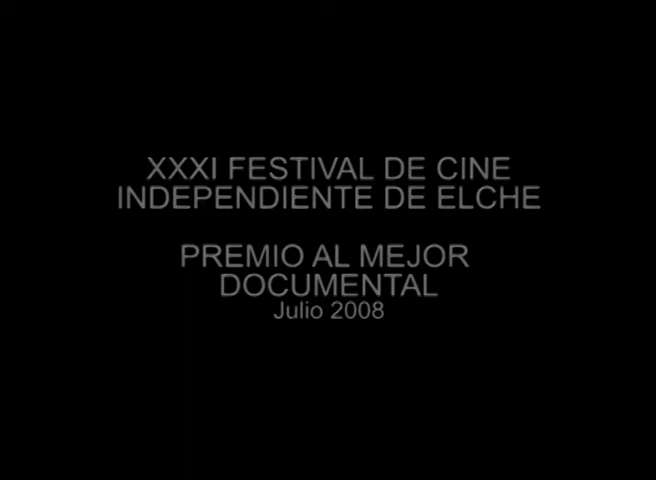 XXXI FESTIVAL DE CINE
INDEPENDIENTE DE ELCHE
PREMIO AL MEJOR
DOCUMENTAL
Julio 2008